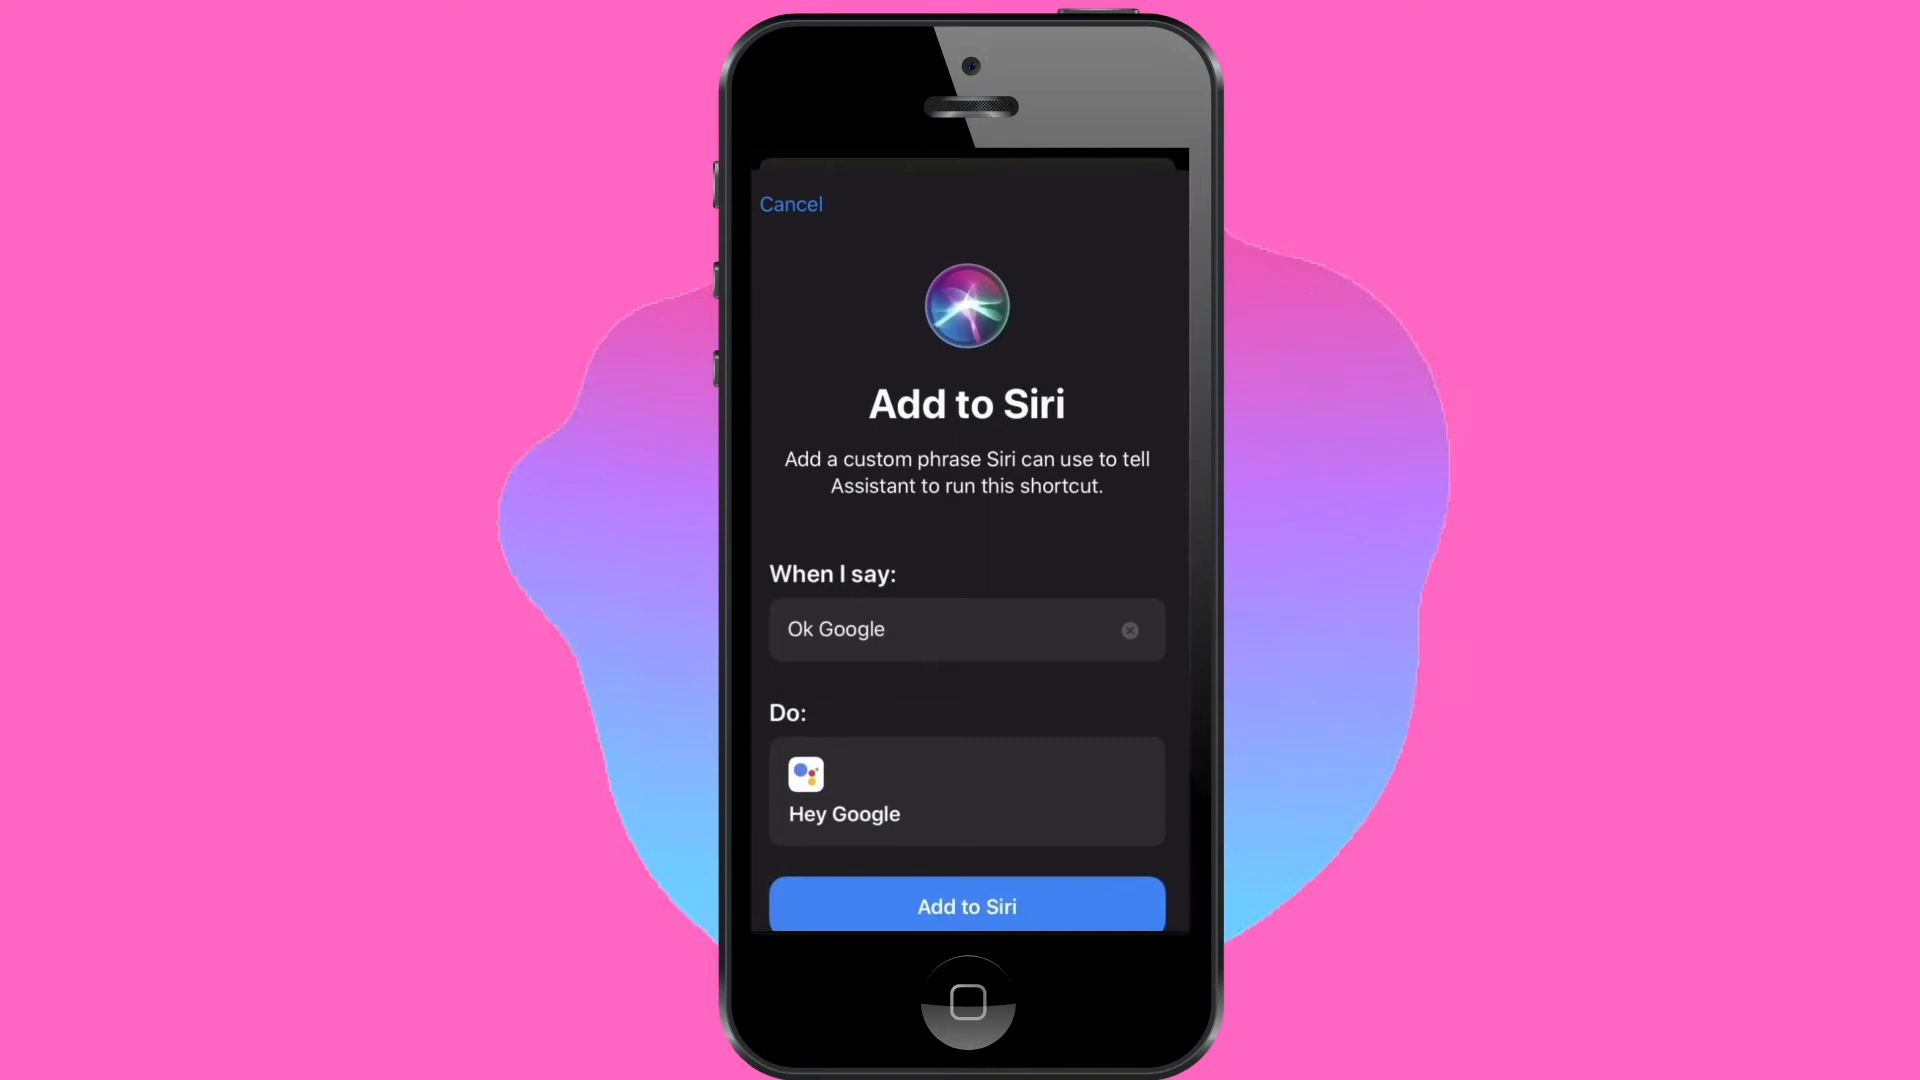 Cancel
Add to Siri
Add a custom phrase Siri can use to tell
Assistant to run this shortcut.
When I say:
Ok Google
Do:
Hey Google
Add to Siri